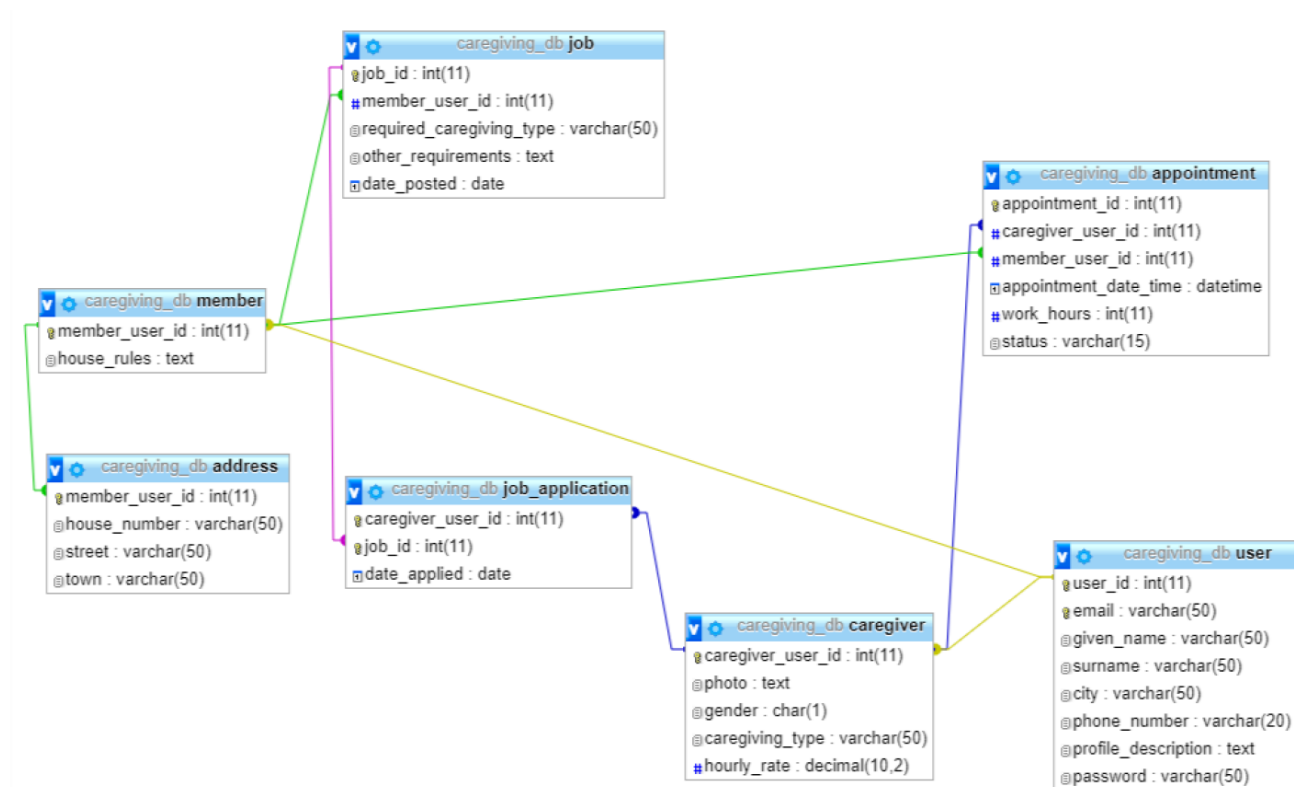 caregiving_db job
job_id : int(11)
member_user_id : int(11)
required_caregiving_type : varchar(50)
other_requirements : text
date_posted : date
caregiving_db appointment
appointment_id : int(11)
caregiver_user_id : int(11)
member_user_id : int(11)
appointment_date_time : datetime
work_hours : int(11)
status : varchar(15)
caregiving_db member
member_user_id : int(11)
house_rules : text
caregiving_db address
member_user_id : int(11)
house_number : varchar(50)
street : varchar(50)
town : varchar(50)
caregiving_db job_application
caregiver_user_id : int(11)
job_id : int(11)
date_applied : date
caregiving_db caregiver
caregiver_user_id : int(11)
photo : text
gender : char(1)
caregiving_type : varchar(50)
hourly_rate : decimal(10,2)
caregiving_db user
user_id : int(11)
email : varchar(50)
given_name : varchar(50)
surname : varchar(50)
city : varchar(50)
phone_number : varchar(20)
profile_description : text
password : varchar(50)